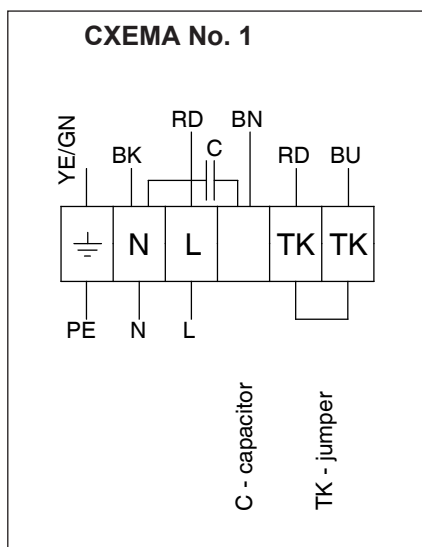 CXEMA No. 1
RD BN
YE/GN BK C RD BU
N L TK TK
PE N L
C - capacitor
TK - jumper